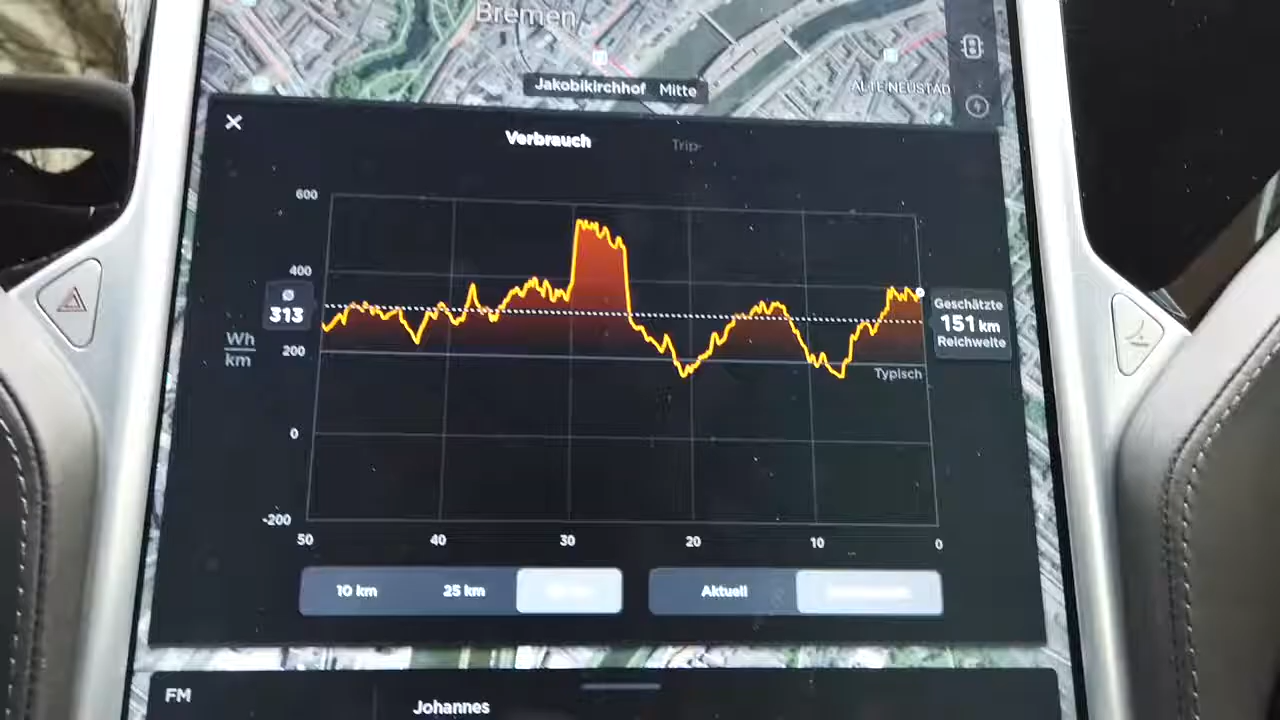 Bremen
Jakobikirchhof Mitte
ALTE NEUSTAD
Verbrauch
Trip
600
400
200
0
-200
Ø
313
Wh
km
Geschätzte
151 km
Reichweite
Typisch
50 40 30 20 10 0
10 km 25 km Aktuell
FM
Johannes